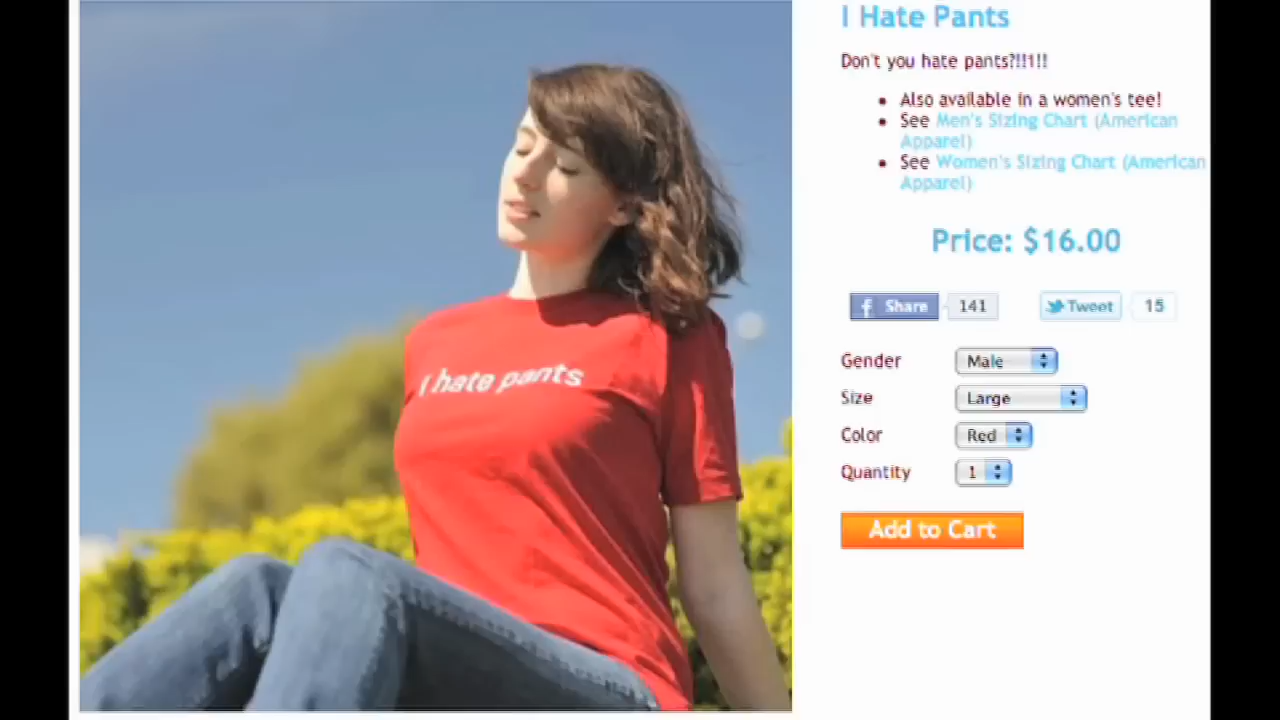 I Hate Pants
Don't you hate pants?!!1!!
Also available in a women's tee!
See Men's Sizing Chart (American
Apparel)
See Women's Sizing Chart (American
Apparel)
Price: $16.00
f Share 141 Tweet 15
Gender Male
Size Large
Color Red
Quantity 1
Add to Cart
I hate pants